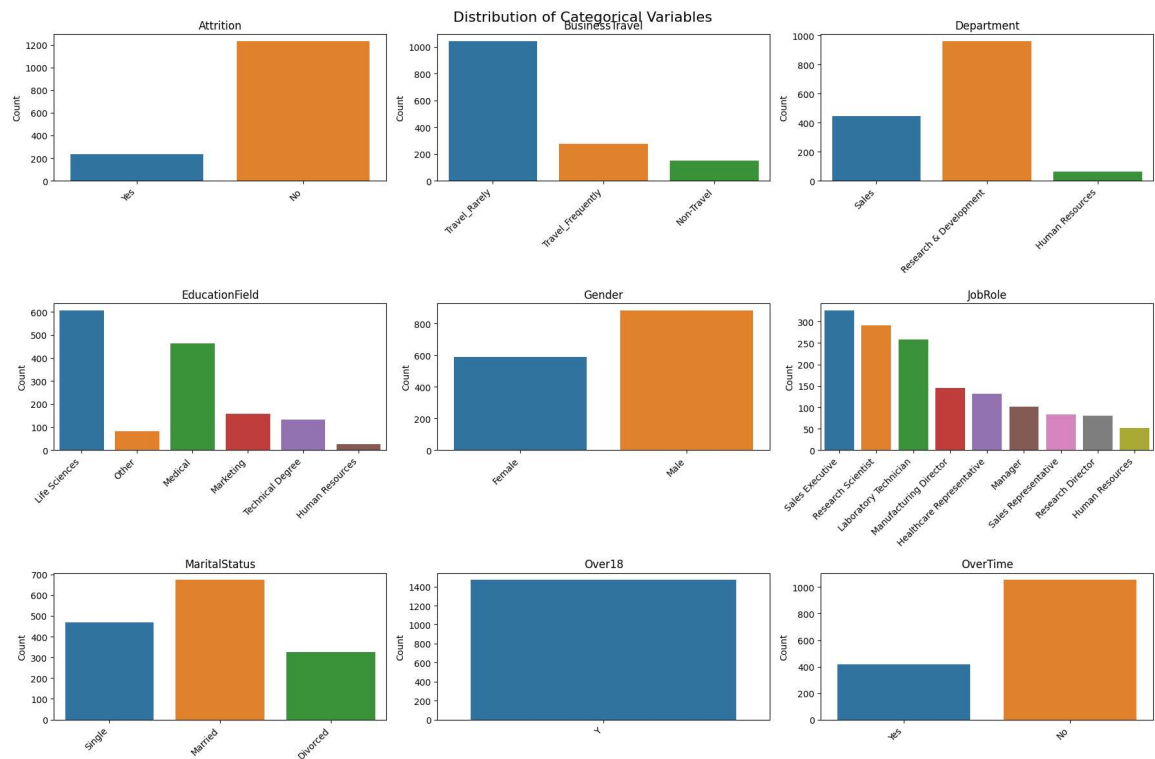 Distribution of Categorical Variables
Attrition
Count
1200
1000
800
600
400
200
0
Yes
No
BusinessTravel
Count
1000
800
600
400
200
0
Travel_Rarely
Travel_Frequently
Non-Travel
Department
Count
1000
800
600
400
200
0
Sales
Research & Development
Human Resources
EducationField
Count
600
500
400
300
200
100
0
Life Sciences
Other
Medical
Marketing
Technical Degree
Human Resources
Gender
Count
800
600
400
200
0
Female
Male
JobRole
Count
300
250
200
150
100
50
0
Sales Executive
Research Scientist
Laboratory Technician
Manufacturing Director
Healthcare Representative
Manager
Sales Representative
Research Director
Human Resources
MaritalStatus
Count
700
600
500
400
300
200
100
0
Single
Married
Divorced
Over18
Count
1400
1200
1000
800
600
400
200
0
Y
OverTime
Count
1000
800
600
400
200
0
Yes
No